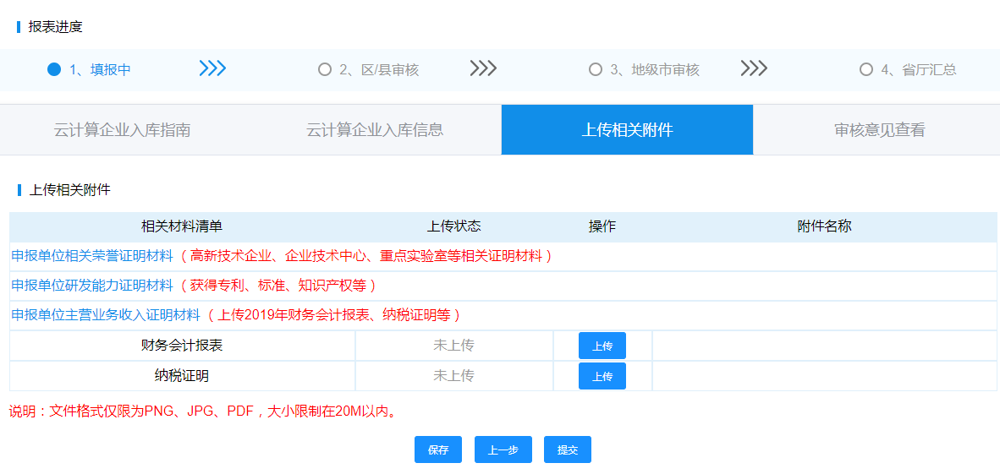 报表进度
1、填报中 2、区/县审核 3、地级市审核 4、省厅汇总
云计算企业入库指南 云计算企业入库信息 上传相关附件 审核意见查看
上传相关附件
相关材料清单 上传状态 操作 附件名称
申报单位相关荣誉证明材料（高新技术企业、企业技术中心、重点实验室等相关证明材料）
申报单位研发能力证明材料（获得专利、标准、知识产权等）
申报单位主营业务收入证明材料（上传2019年财务会计报表、纳税证明等）
财务会计报表 未上传 上传
纳税证明 未上传 上传
说明：文件格式仅限为PNG、JPG、PDF，大小限制在20M以内。
保存 上一步 提交